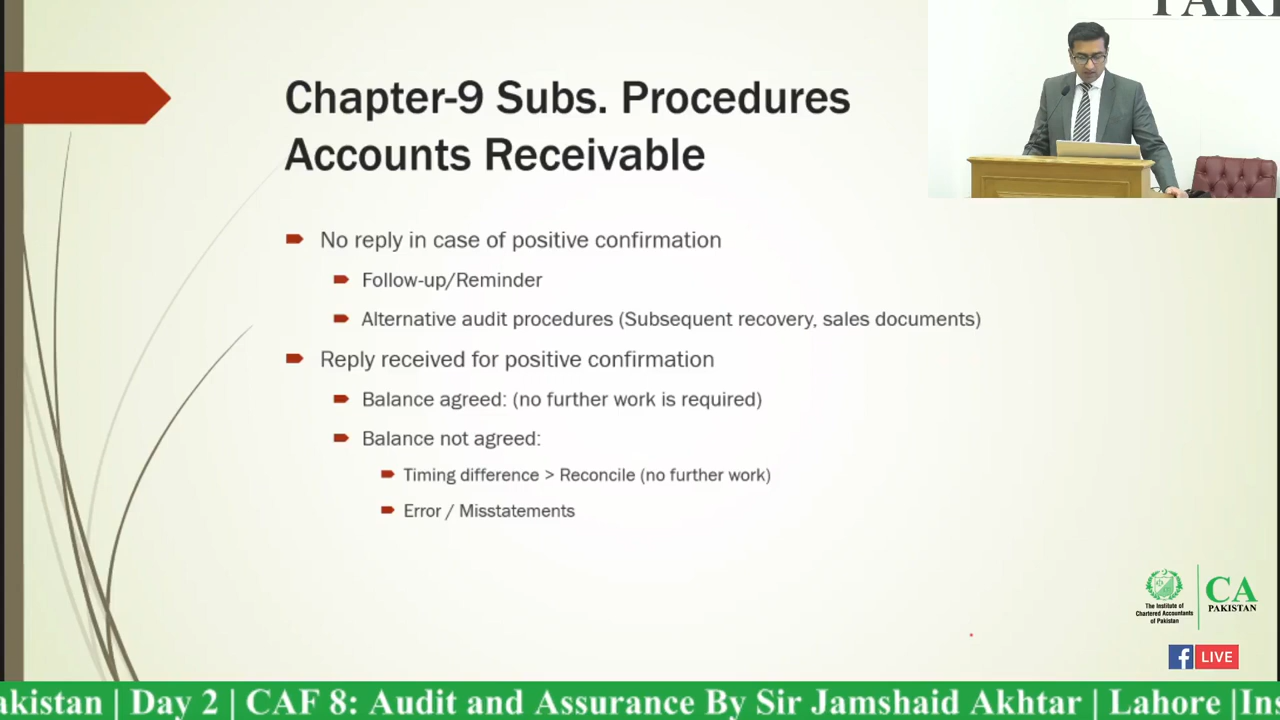 Chapter-9 Subs. Procedures
Accounts Receivable
No reply in case of positive confirmation
Follow-up/Reminder
Alternative audit procedures (Subsequent recovery, sales documents)
Reply received for positive confirmation
Balance agreed: (no further work is required)
Balance not agreed:
Timing difference > Reconcile (no further work)
Error / Misstatements
The Institute of
Chartered Accountants
of Pakistan
CA
PAKISTAN
LIVE
akistan | Day 2 | CAF 8: Audit and Assurance By Sir Jamshaid Akhtar | Lahore |Ins